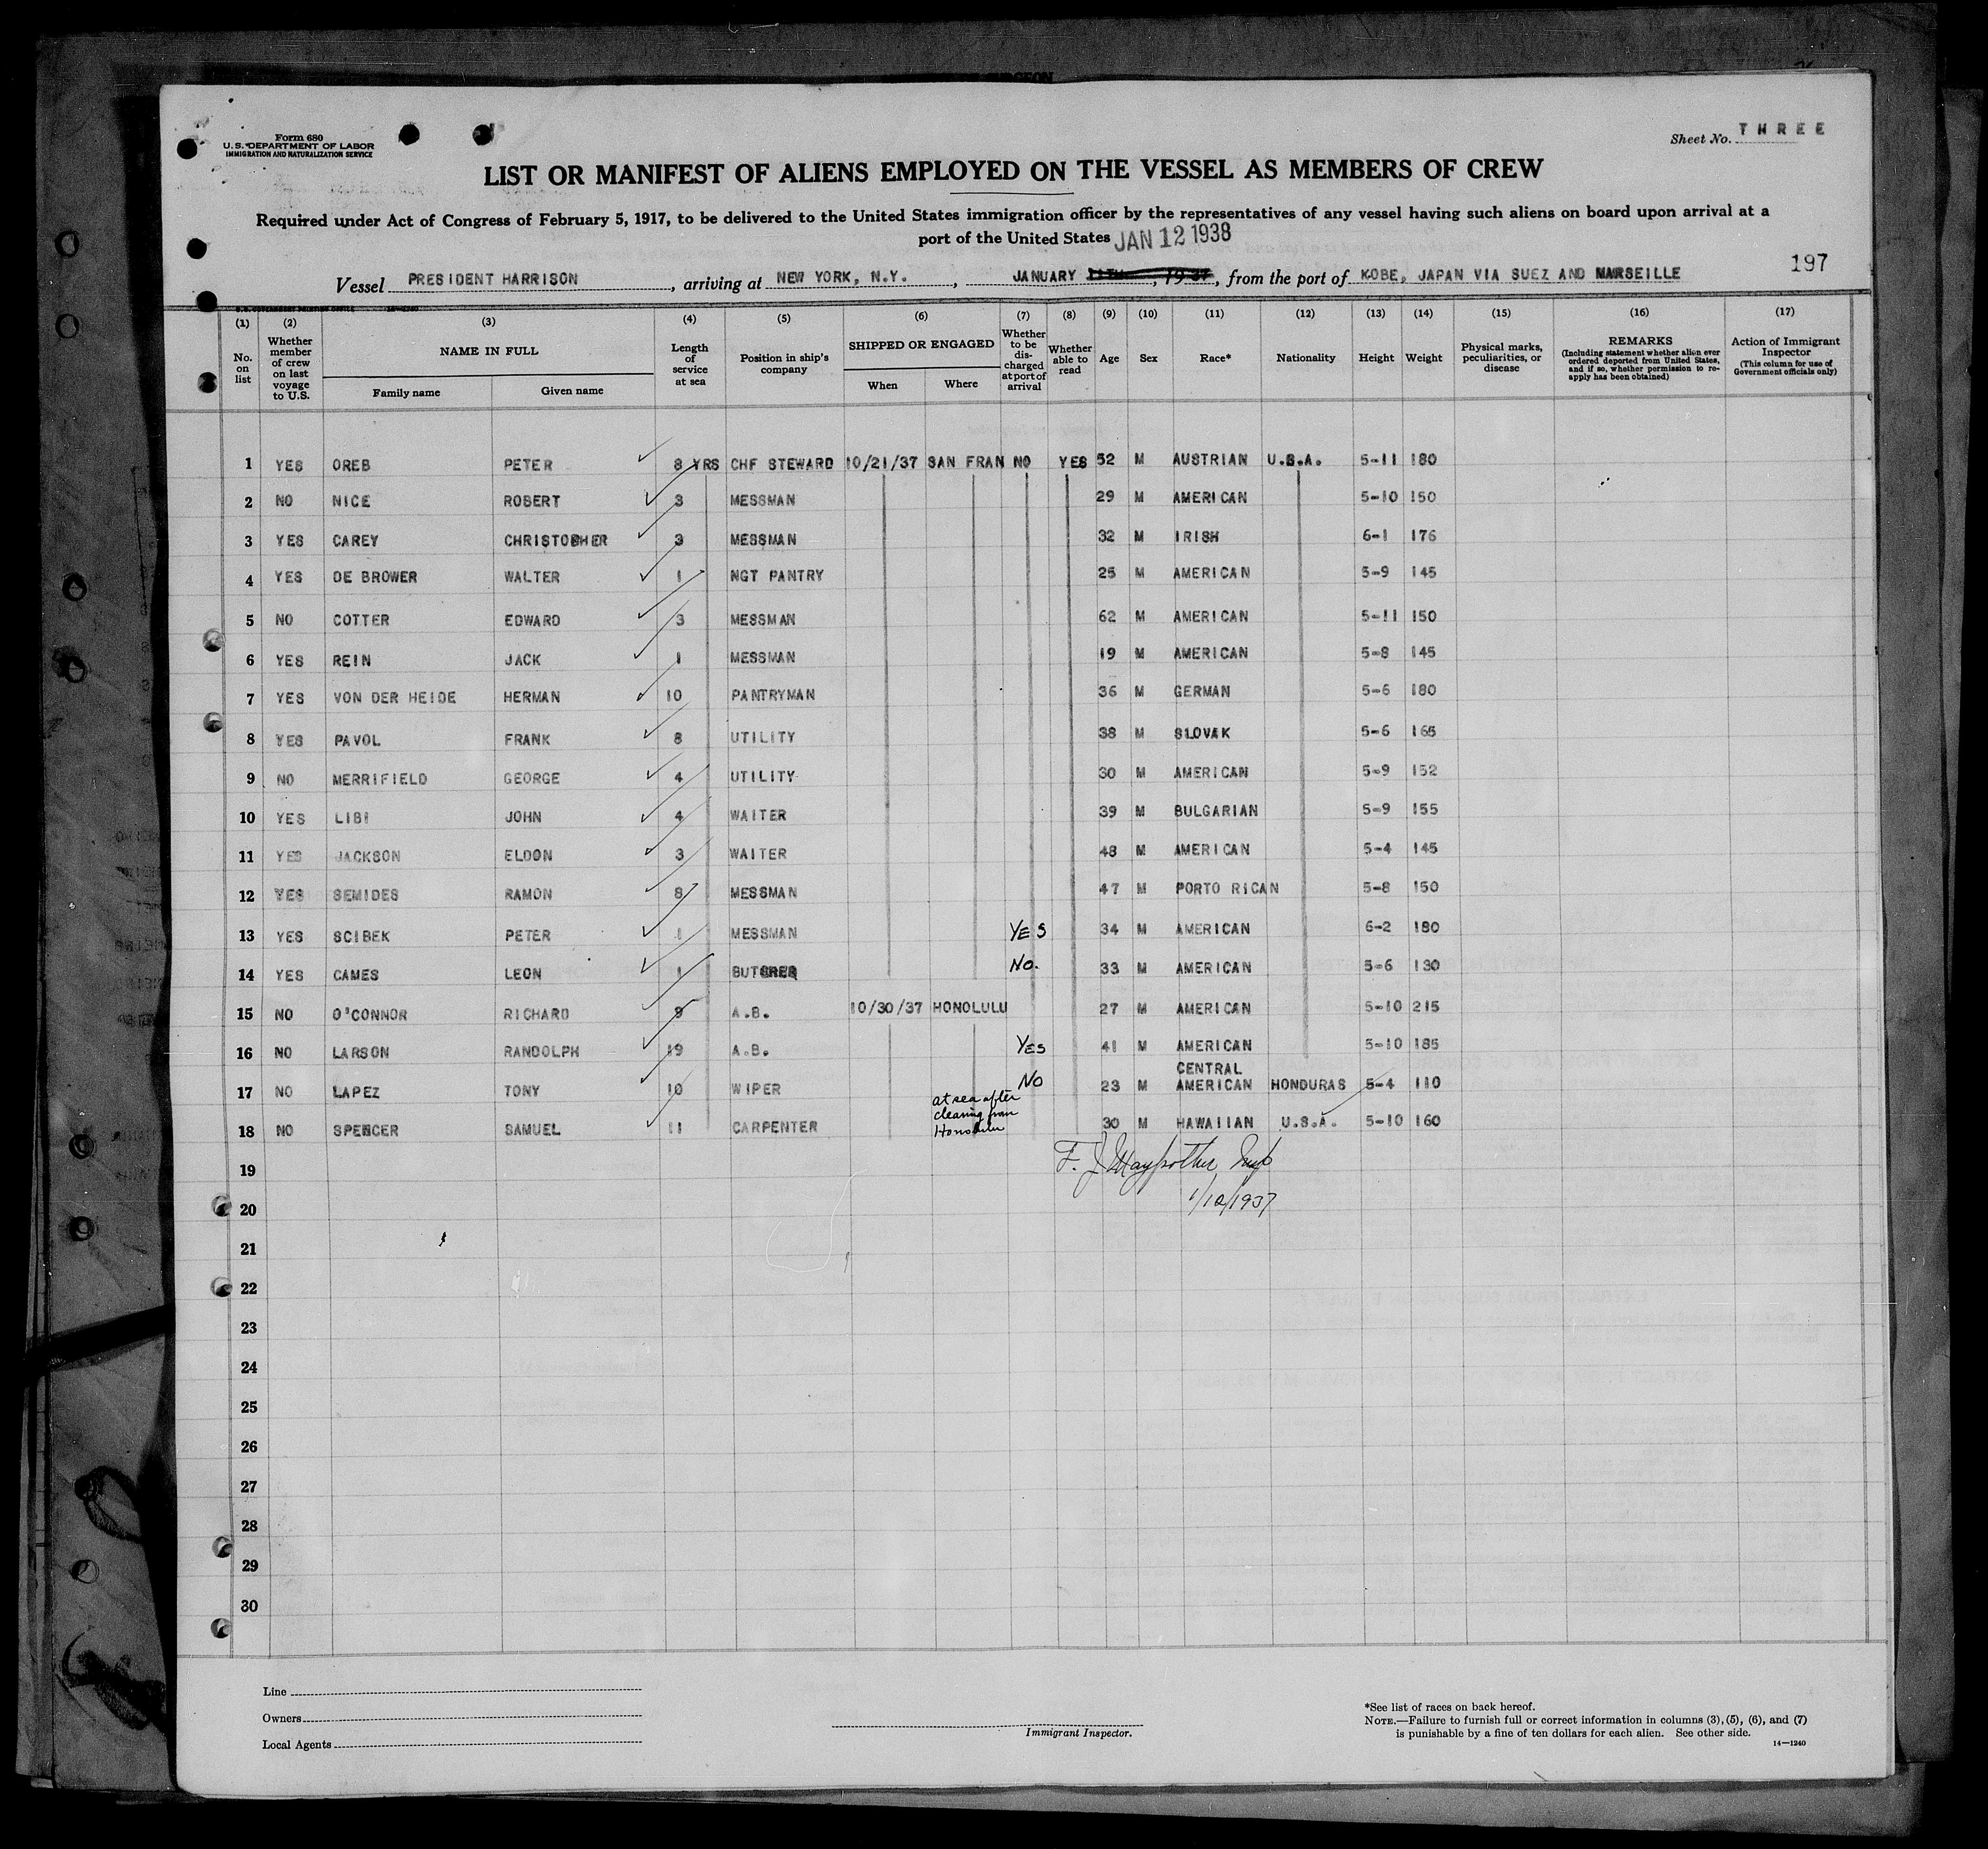 Form 680
U. S. DEPARTMENT OF LABOR
IMMIGRATION AND NATURALIZATION SERVICE
Sheet No. THREE
LIST OR MANIFEST OF ALIENS EMPLOYED ON THE VESSEL AS MEMBERS OF CREW
Required under Act of Congress of February 5, 1917, to be delivered to the United States immigration officer by the representatives of any vessel having such aliens on board upon arrival at a
port of the United States JAN 12 1938
Vessel PRESIDENT HARRISON, arriving at NEW YORK, N.Y., JANUARY 11TH, 1937, from the port of KOBE, JAPAN VIA SUEZ AND MARSEILLE 197
(1) (2) (3) (4) (5) (6) (7) (8) (9) (10) (11) (12) (13) (14) (15) (16) (17)
No. on list Whether member of crew on last voyage to U.S. NAME IN FULL Family name Given name Length of service at sea Position in ship's company SHIPPED OR ENGAGED When Where Whether to be discharged at port of arrival Whether able to read Age Sex Race* Nationality Height Weight Physical marks, peculiarities, or disease REMARKS (Including statement whether alien ever ordered deported from United States, and if so, whether permission to re-apply has been obtained) Action of Immigrant Inspector (This column for use of Government officials only)
1 YES OREB PETER 8 YRS CHF STEWARD 10/21/37 SAN FRAN NO YES 52 M AUSTRIAN U.S.A. 5-11 180
2 NO NICE ROBERT 3 MESSMAN 29 M AMERICAN 5-10 150
3 YES CAREY CHRISTOPHER 3 MESSMAN 32 M IRISH 6-1 176
4 YES DE BROWER WALTER 1 NGT PANTRY 25 M AMERICAN 5-9 145
5 NO COTTER EDWARD 3 MESSMAN 62 M AMERICAN 5-11 150
6 YES REIN JACK 1 MESSMAN 19 M AMERICAN 5-8 145
7 YES VON DER HEIDE HERMAN 10 PANTRYMAN 36 M GERMAN 5-6 180
8 YES PAVOL FRANK 8 UTILITY 38 M SLOVAK 5-6 165
9 NO MERRIFIELD GEORGE 4 UTILITY 30 M AMERICAN 5-9 152
10 YES LIBI JOHN 4 WAITER 39 M BULGARIAN 5-9 155
11 YES JACKSON ELDON 3 WAITER 48 M AMERICAN 5-4 145
12 YES SEMIDES RAMON 8 MESSMAN 47 M PORTO RICAN 5-8 150
13 YES SCIBEK PETER 1 MESSMAN YES 34 M AMERICAN 6-2 180
14 YES CAMES LEON 1 BUTCHER No. 33 M AMERICAN 5-6 130
15 NO O'CONNOR RICHARD 9 A.B. 10/30/37 HONOLULU 27 M AMERICAN 5-10 215
16 NO LARSON RANDOLPH 19 A.B. Yes 41 M AMERICAN 5-10 185
17 NO LAPEZ TONY 10 WIPER No 23 M CENTRAL AMERICAN HONDURAS 5-4 110
18 NO SPENCER SAMUEL 11 CARPENTER at sea after clearing from Honolulu 30 M HAWAIIAN U.S.A. 5-10 160
19
1/12/1937
20
21
22
23
24
25
26
27
28
29
30
Line
Owners
Local Agents
Immigrant Inspector.
*See list of races on back hereof.
NOTE.—Failure to furnish full or correct information in columns (3), (5), (6), and (7)
is punishable by a fine of ten dollars for each alien. See other side.
14—1240